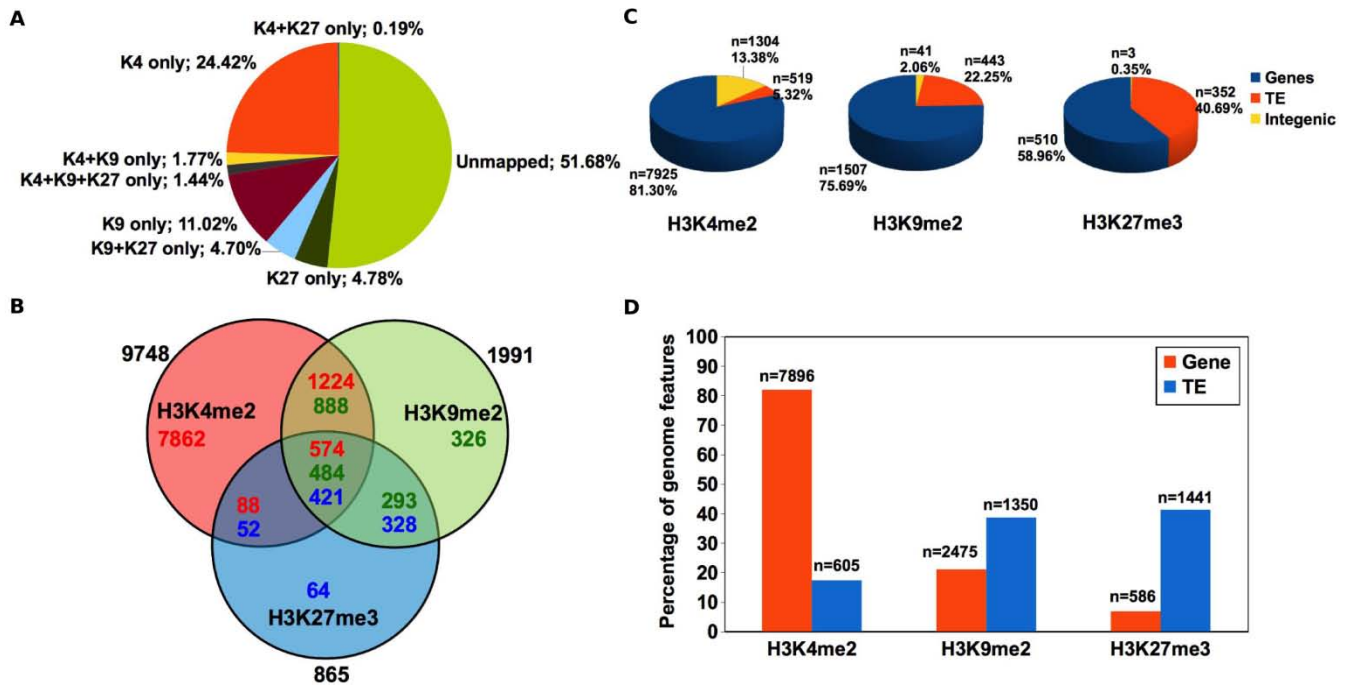 A
K4+K27 only; 0.19%
K4 only; 24.42%
Unmapped; 51.68%
K4+K9 only; 1.77%
K4+K9+K27 only; 1.44%
K9 only; 11.02%
K9+K27 only; 4.70%
K27 only; 4.78%
B
9748
1991
H3K4me2
7862
1224
888
H3K9me2
326
574
484
421
88
52
293
328
64
H3K27me3
865
C
n=1304
13.38%
n=519
5.32%
n=7925
81.30%
H3K4me2
n=41
2.06%
n=443
22.25%
n=1507
75.69%
H3K9me2
n=3
0.35%
n=352
40.69%
n=510
58.96%
H3K27me3
Genes
TE
Integenic
D
Percentage of genome features
100
90
80
70
60
50
40
30
20
10
0
n=7896
n=605
n=2475
n=1350
n=586
n=1441
Gene
TE
H3K4me2
H3K9me2
H3K27me3